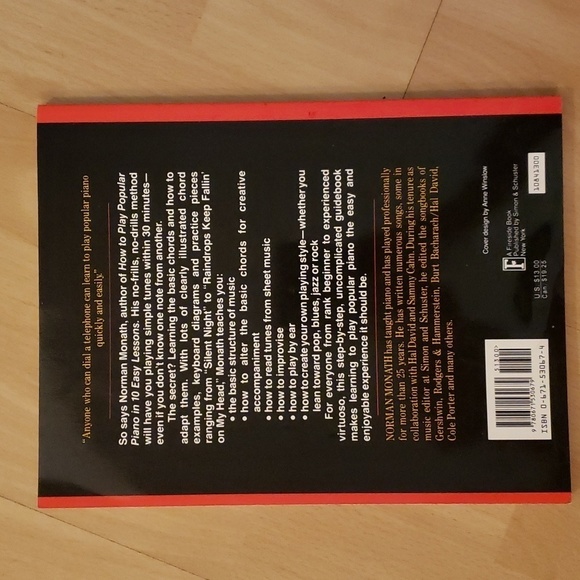 "Anyone who can dial a telephone can learn to play popular piano
quickly and easily."
So says Norman Monath, author of How to Play Popular
Piano in 10 Easy Lessons. His no-frills, no-drills method
will have you playing simple tunes within 30 minutes—
even if you don't know one note from another.
The secret? Learning the basic chords and how to
adapt them. With lots of clearly illustrated chord
examples, keyboard diagrams and practice pieces
ranging from "Silent Night" to "Raindrops Keep Fallin'
on My Head," Monath teaches you:
• the basic structure of music
• how to alter the basic chords for creative
accompaniment
• how to read tunes from sheet music
• how to improvise
• how to play by ear
• how to create your own playing style—whether you
lean toward pop, blues, jazz or rock
For everyone from rank beginner to experienced
virtuoso, this step-by-step, uncomplicated guidebook
makes learning to play popular piano the easy and
enjoyable experience it should be.
NORMAN MONATH has taught piano and has played professionally
for more than 25 years. He has written numerous songs, some in
collaboration with Hal David and Sammy Cahn. During his tenure as
music editor at Simon and Schuster, he edited the songbooks of
Gershwin, Rodgers & Hammerstein, Burt Bacharach/Hal David,
Cole Porter and many others.
Cover design by Anne Winslow
F
A Fireside Book
Published by Simon & Schuster
New York
U.S. $13.00
Can. $19.25
10841300
51300
9 780671 530679
ISBN 0-671-53067-4